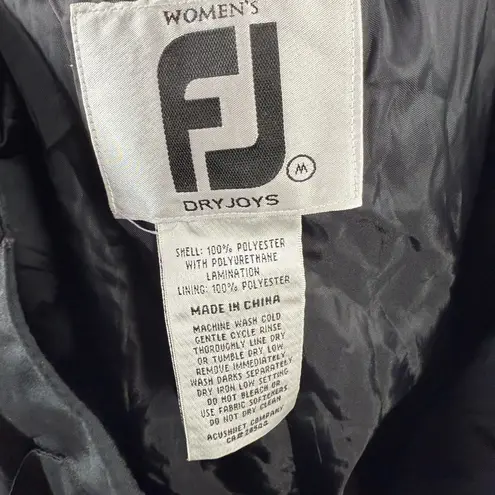 WOMEN'S
FJ
M
DRYJOYS
SHELL: 100% POLYESTER
WITH POLYURETHANE
LAMINATION
LINING: 100% POLYESTER
MADE IN CHINA
MACHINE WASH COLD
GENTLE CYCLE RINSE
THOROUGHLY LINE DRY
OR TUMBLE DRY LOW
REMOVE IMMEDIATELY
WASH DARKS SEPARATELY
DRY IRON LOW SETTING
DO NOT BLEACH OR
USE FABRIC SOFTENERS
DO NOT DRY CLEAN
ACUSHNET COMPANY